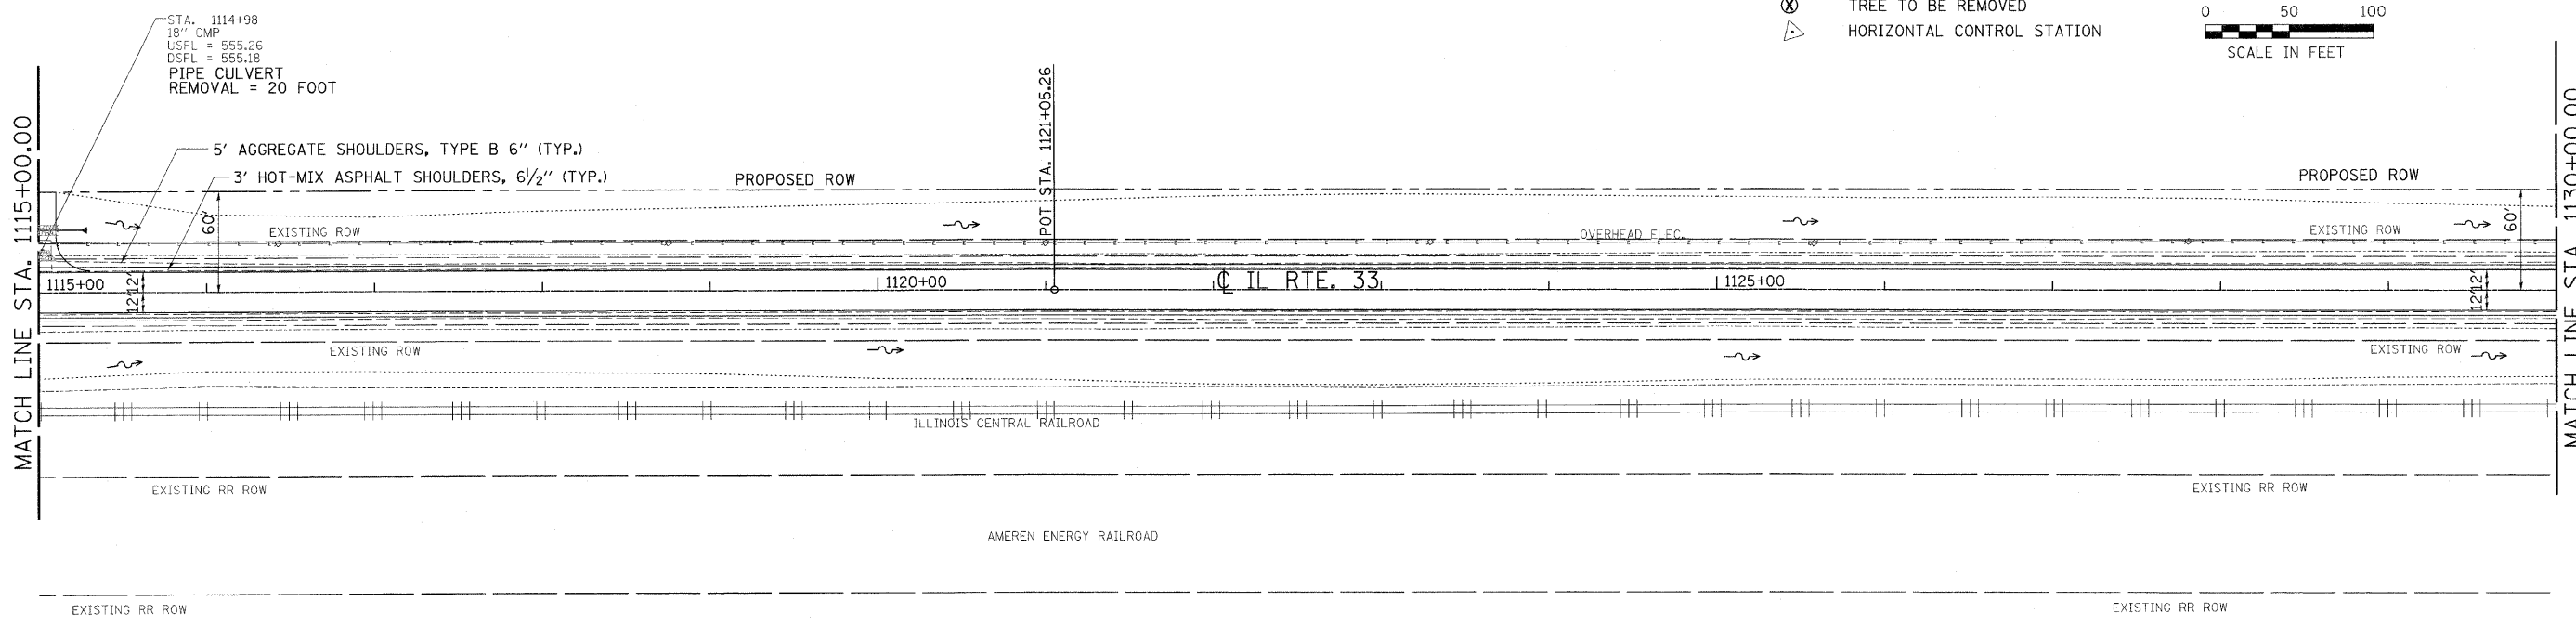 STA. 1114+98
18" CMP
USFL = 555.26
DSFL = 555.18
PIPE CULVERT
REMOVAL = 20 FOOT
TREE TO BE REMOVED
HORIZONTAL CONTROL STATION
0 50 100
SCALE IN FEET
MATCH LINE STA. 1115+00.00
5' AGGREGATE SHOULDERS, TYPE B 6" (TYP.)
3' HOT-MIX ASPHALT SHOULDERS, 6½" (TYP.)
PROPOSED ROW
POT STA. 1121+05.26
PROPOSED ROW
MATCH LINE STA. 1130+00.00
60'
EXISTING ROW
OVERHEAD ELEC.
EXISTING ROW
60'
1115+00
12'
12'
1120+00
℄ IL RTE. 33
1125+00
12'
12'
EXISTING ROW
EXISTING ROW
ILLINOIS CENTRAL RAILROAD
EXISTING RR ROW
EXISTING RR ROW
AMEREN ENERGY RAILROAD
EXISTING RR ROW
EXISTING RR ROW